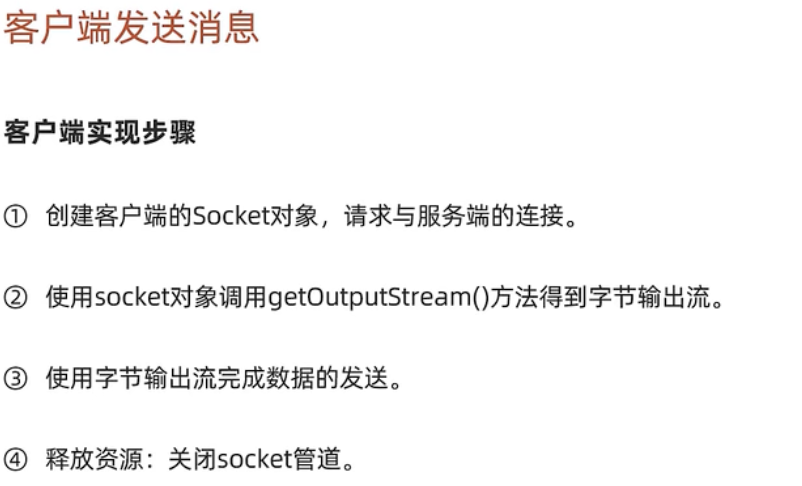 客户端发送消息
客户端实现步骤
① 创建客户端的Socket对象，请求与服务端的连接。
② 使用socket对象调用getOutputStream()方法得到字节输出流。
③ 使用字节输出流完成数据的发送。
④ 释放资源：关闭socket管道。